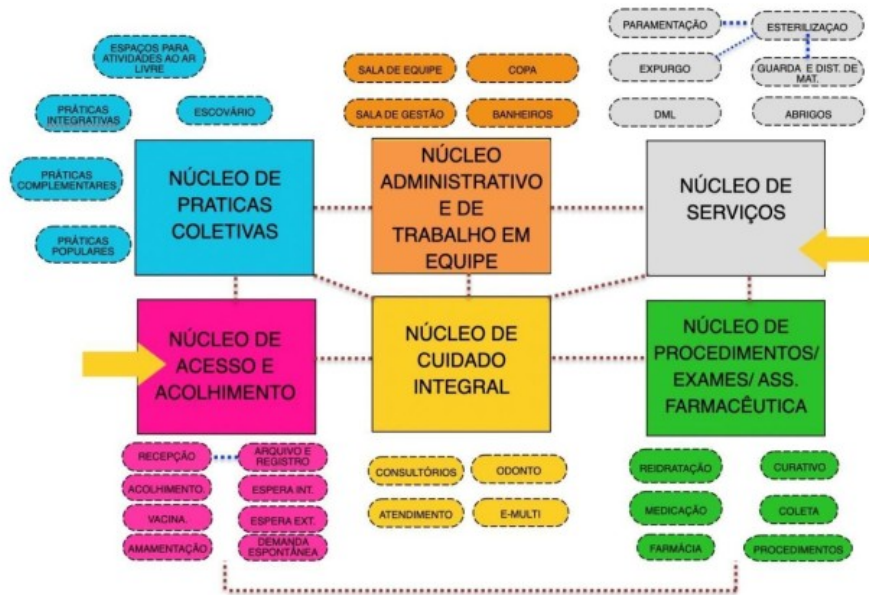 ESPAÇOS PARA
ATIVIDADES AO AR
LIVRE
PRÁTICAS
INTEGRATIVAS
ESCOVÁRIO
PRÁTICAS
COMPLEMENTARES
PRÁTICAS
POPULARES
NÚCLEO DE
PRATICAS
COLETIVAS
SALA DE EQUIPE
COPA
SALA DE GESTÃO
BANHEIROS
NÚCLEO
ADMINISTRATIVO
E DE
TRABALHO EM
EQUIPE
PARAMENTAÇÃO
ESTERILIZAÇAO
EXPURGO
GUARDA E DIST. DE
MAT.
DML
ABRIGOS
NÚCLEO DE
SERVIÇOS
NÚCLEO DE
ACESSO E
ACOLHIMENTO
NÚCLEO DE
CUIDADO
INTEGRAL
NÚCLEO DE
PROCEDIMENTOS/
EXAMES/ ASS.
FARMACÊUTICA
RECEPÇÃO
ARQUIVO E
REGISTRO
ACOLHIMENTO
ESPERA INT.
VACINA.
ESPERA EXT.
AMAMENTAÇÃO
DEMANDA
ESPONTÂNEA
CONSULTÓRIOS
ODONTO
ATENDIMENTO
E-MULTI
REIDRATAÇÃO
CURATIVO
MEDICAÇÃO
COLETA
FARMÁCIA
PROCEDIMENTOS